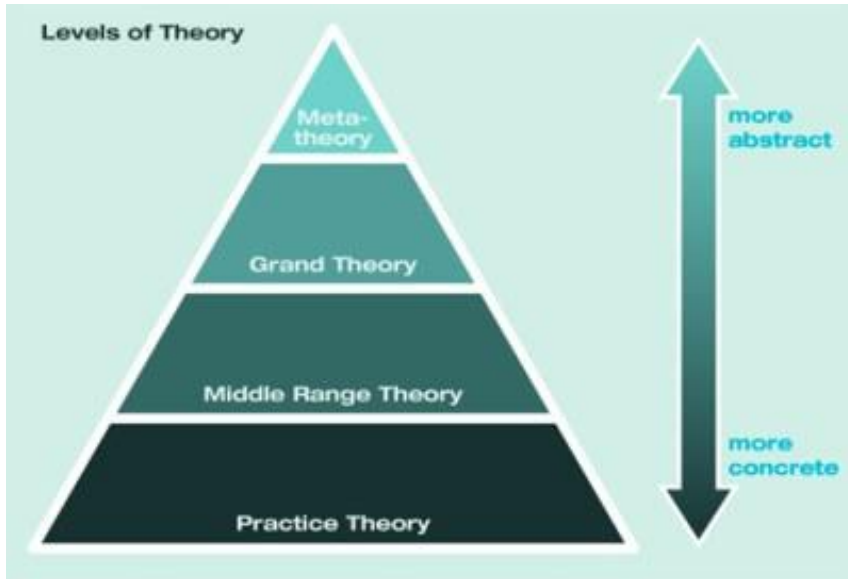 Levels of Theory
Meta-
theory
more
abstract
Grand Theory
Middle Range Theory
more
concrete
Practice Theory